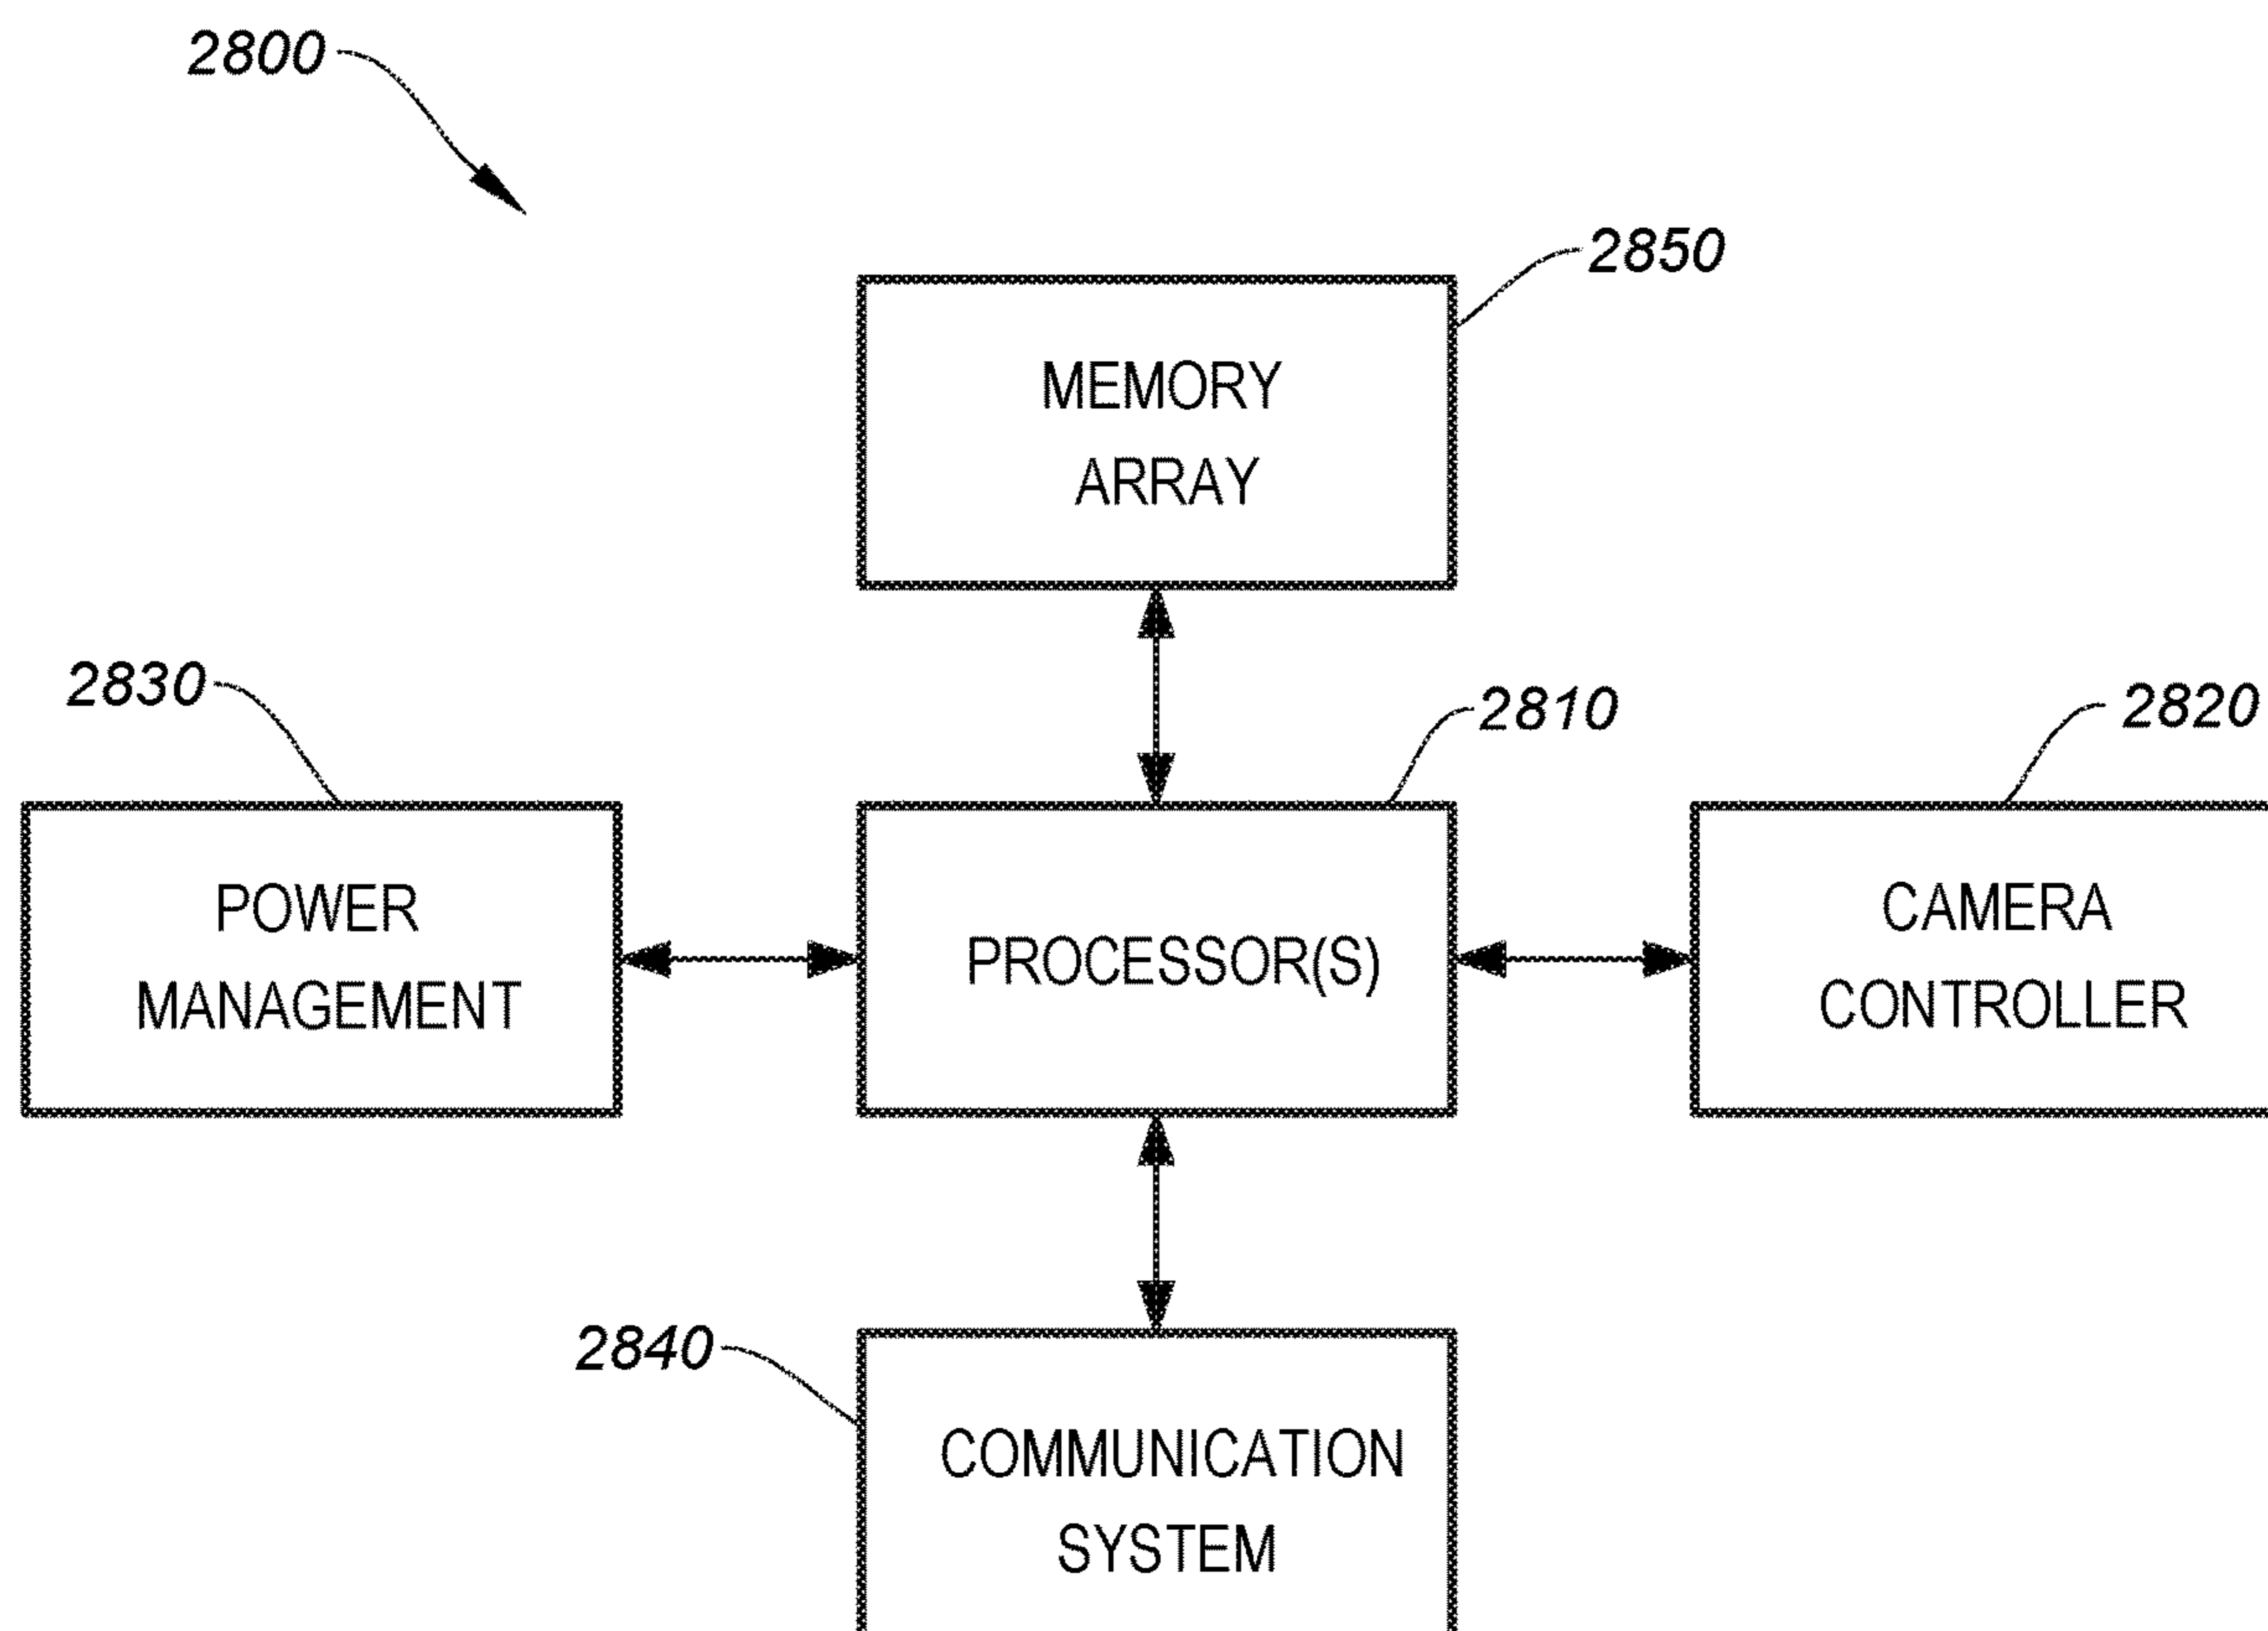 2800
2850
MEMORY
ARRAY
2830
2810
2820
POWER
MANAGEMENT
PROCESSOR(S)
CAMERA
CONTROLLER
2840
COMMUNICATION
SYSTEM